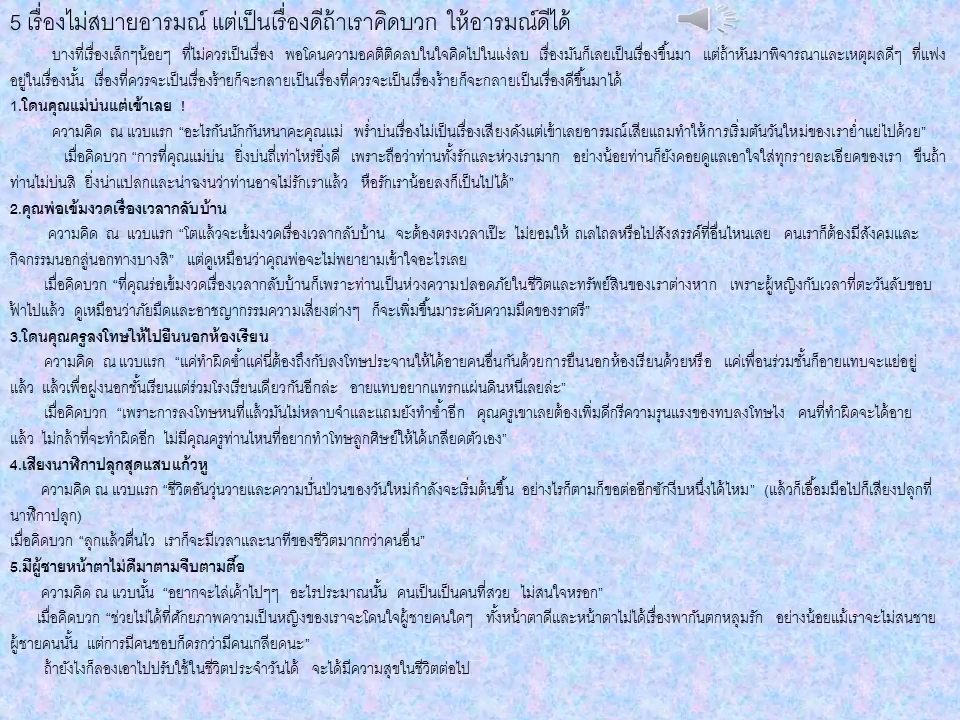 5 เรื่องไม่สบายอารมณ์ แต่เป็นเรื่องดีถ้าเราคิดบวก ให้อารมณ์ดีได้
บางทีเรื่องเล็กๆน้อยๆ ที่ไม่ควรเป็นเรื่อง พอโดนความอคติติดลบในใจคิดไปในแง่ลบ เรื่องมันก็เลยเป็นเรื่องขึ้นมา แต่ถ้าหันมาพิจารณาและเหตุผลดีๆ ที่แฝง
อยู่ในเรื่องนั้น เรื่องที่ควรจะเป็นเรื่องร้ายก็จะกลายเป็นเรื่องที่ควรจะเป็นเรื่องร้ายก็จะกลายเป็นเรื่องดีขึ้นมาได้
1.โดนคุณแม่บ่นแต่เช้าเลย !
ความคิด ณ แวบแรก “อะไรกันนักกันหนาคะคุณแม่ พร่ำบ่นเรื่องไม่เป็นเรื่องเสียงดังแต่เช้าเลยอารมณ์เสียแถมทำให้การเริ่มต้นวันใหม่ของเราย่ำแย่ไปด้วย”
เมื่อคิดบวก “การที่คุณแม่บ่น ยิ่งบ่นถี่เท่าไหร่ยิ่งดี เพราะถือว่าท่านทั้งรักและห่วงเรามาก อย่างน้อยท่านก็ยังคอยดูแลเอาใจใส่ทุกรายละเอียดของเรา ขืนถ้า
ท่านไม่บ่นสิ ยิ่งน่าแปลกและน่าฉงนว่าท่านอาจไม่รักเราแล้ว หือรักเราน้อยลงก็เป็นไปได้”
2.คุณพ่อเข้มงวดเรื่องเวลากลับบ้าน
ความคิด ณ แวบแรก “โตแล้วจะเข้มงวดเรื่องเวลากลับบ้าน จะต้องตรงเวลาเป๊ะ ไม่ยอมให้ ถเลไถลหรือไปสังสรรค์ที่อื่นไหนเลย คนเราก็ต้องมีสังคมและ
กิจกรรมนอกลู่นอกทางบางสิ” แต่ดูเหมือนว่าคุณพ่อจะไม่พยายามเข้าใจอะไรเลย
เมื่อคิดบวก “ที่คุณร่อเข้มงวดเรื่องเวลากลับบ้านก็เพราะท่านเป็นห่วงความปลอดภัยในชีวิตและทรัพย์สินของเราต่างหาก เพราะผู้หญิงกับเวลาที่ตะวันลับขอบ
ฟ้าไปแล้ว ดูเหมือนว่าภัยมืดและอาชญากรรมความเสี่ยงต่างๆ ก็จะเพิ่มขึ้นมาระดับความมืดของราตรี”
3.โดนคุณครูลงโทษให้ไปยืนนอกห้องเรียน
ความคิด ณ แวบแรก “แค่ทำผิดซ้ำแค่นี้ต้องถึงกับลงโทษประจานให้ได้อายคนอื่นกันด้วยการยืนนอกห้องเรียนด้วยหรือ แค่เพื่อนร่วมชั้นก็อายแทบจะแย่อยู่
แล้ว แล้วเพื่อฝูงนอกชั้นเรียนแต่ร่วมโรงเรียนเดียวกันอีกล่ะ อายแทบอยากแทรกแผ่นดินหนีเลยล่ะ”
เมื่อคิดบวก “เพราะการลงโทษหนที่แล้วมันไม่หลาบจำและแถมยังทำซ้ำอีก คุณครูเขาเลยต้องเพิ่มดีกรีความรุนแรงของทบลงโทษไง คนที่ทำผิดจะได้อาย
แล้ว ไม่กล้าที่จะทำผิดอีก ไม่มีคุณครูท่านไหนที่อยากทำโทษลูกศิษย์ให้ได้เกลียดตัวเอง”
4.เสียงนาฬิกาปลุกสุดแสบแก้วหู
ความคิด ณ แวบแรก “ชีวิตอันวุ่นวายและความปั่นป่วนของวันใหม่กำลังจะเริ่มต้นขึ้น อย่างไรก็ตามก็ขอต่ออีกซักงีบหนึ่งได้ไหม” (แล้วก็เอื้อมมือไปก็เสียงปลุกที่
นาฬิกาปลุก)
เมื่อคิดบวก “ลุกแล้วตื่นไว เราก็จะมีเวลาและนาทีของชีวิตมากกว่าคนอื่น”
5.มีผู้ชายหน้าตาไม่ดีมาตามจีบตามตื้อ
ความคิด ณ แวบนั้น “อยากจะไล่เค้าไปๆๆ อะไรประมาณนั้น คนเป็นเป็นคนที่สวย ไม่สนใจหรอก”
เมื่อคิดบวก “ช่วยไม่ได้ที่ศักยภาพความเป็นหญิงของเราจะโดนใจผู้ชายคนใดๆ ทั้งหน้าตาดีและหน้าตาไม่ได้เรื่องพากันตกหลุมรัก อย่างน้อยแม้เราจะไม่สนชาย
ผู้ชายคนนั้น แต่การมีคนชอบก็ดรกว่ามีคนเกลียดนะ”
ถ้ายังไงก็ลองเอาไปปรับใช้ในชีวิตประจำวันได้ จะได้มีความสุขในชีวิตต่อไป